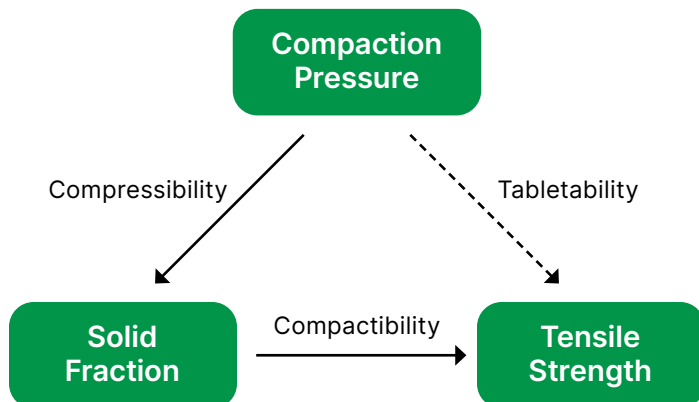 Compaction
Pressure
Compressibility
Tabletability
Solid
Fraction
Compactibility
Tensile
Strength